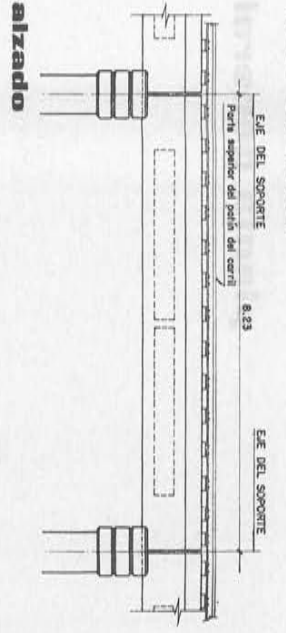 EJE DEL SOPORTE
8.23
EJE DEL SOPORTE
Parte superior del patín del carril
alzado